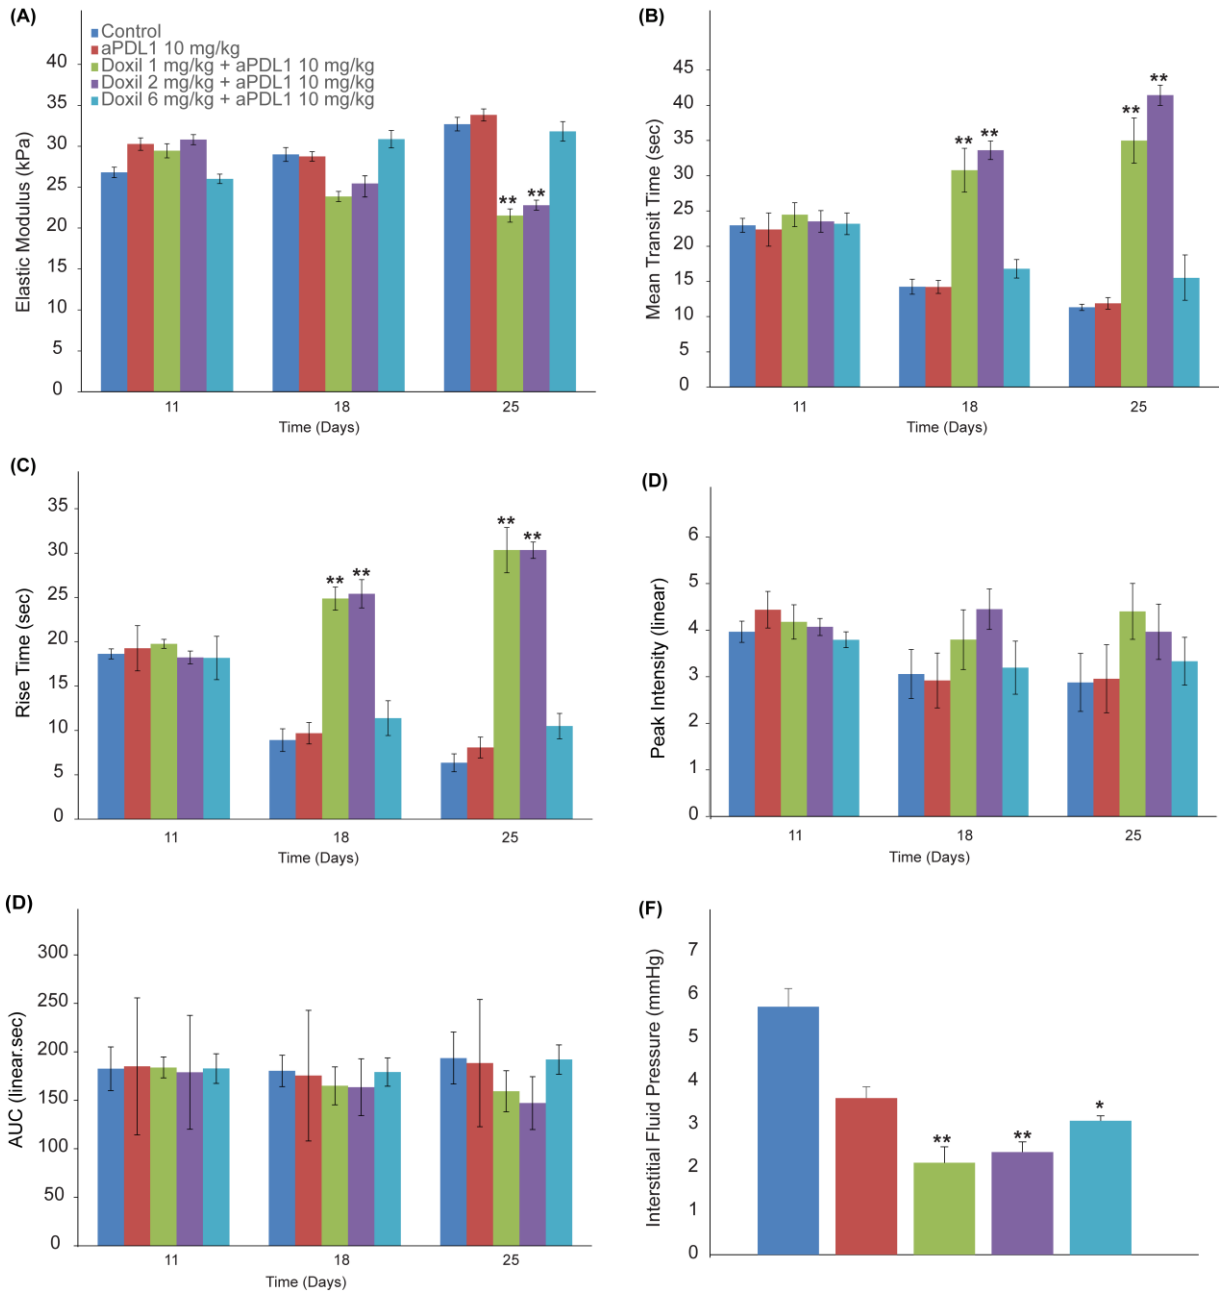 (A)
Control
aPDL1 10 mg/kg
Doxil 1 mg/kg + aPDL1 10 mg/kg
Doxil 2 mg/kg + aPDL1 10 mg/kg
Doxil 6 mg/kg + aPDL1 10 mg/kg
Elastic Modulus (kPa)
40
35
30
25
20
15
10
5
0
** **
11 18 25
Time (Days)
(B)
Mean Transit Time (sec)
45
40
35
30
25
20
15
10
5
0
** **
** **
11 18 25
Time (Days)
(C)
Rise Time (sec)
35
30
25
20
15
10
5
0
** **
** **
11 18 25
Time (Days)
(D)
Peak Intensity (linear)
6
5
4
3
2
1
0
11 18 25
Time (Days)
(D)
AUC (linear.sec)
300
250
200
150
100
50
0
11 18 25
Time (Days)
(F)
Interstitial Fluid Pressure (mmHg)
7
6
5
4
3
2
1
0
** ** *